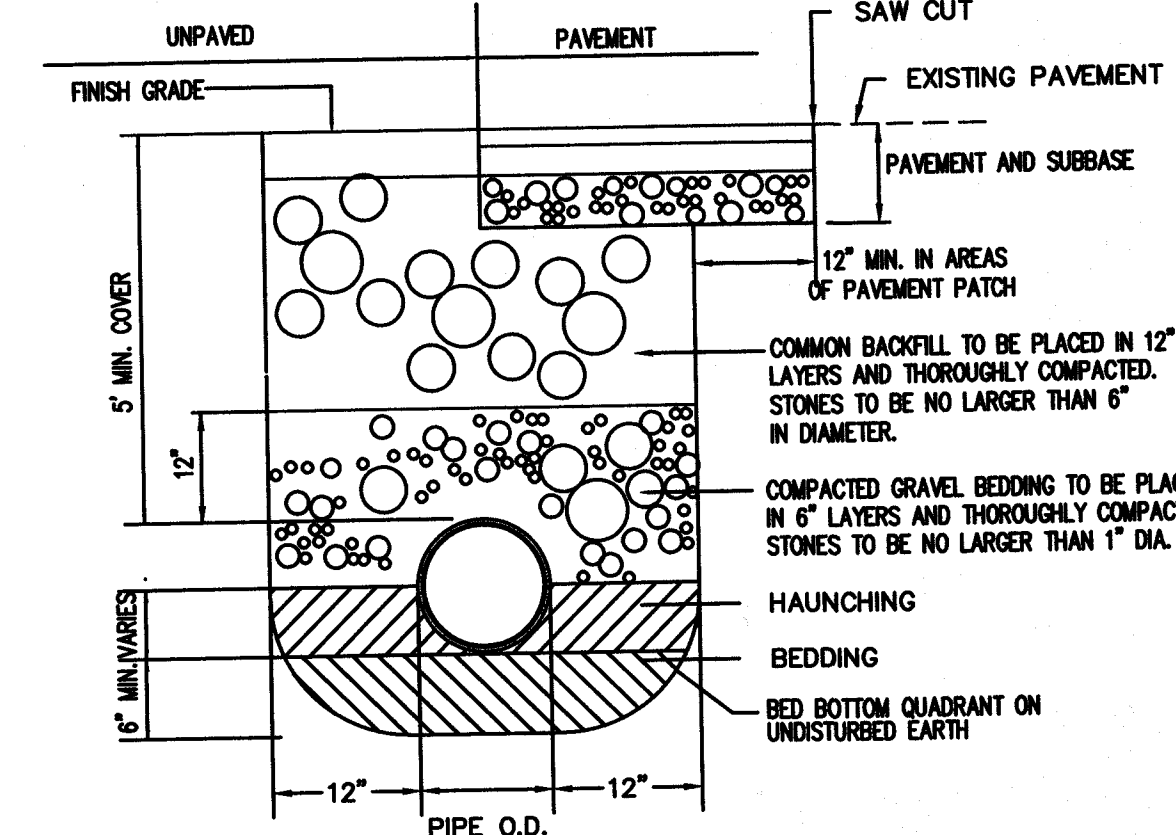 SAW CUT
UNPAVED
PAVEMENT
EXISTING PAVEMENT
FINISH GRADE
PAVEMENT AND SUBBASE
12" MIN. IN AREAS
OF PAVEMENT PATCH
5' MIN. COVER
COMMON BACKFILL TO BE PLACED IN 12"
LAYERS AND THOROUGHLY COMPACTED.
STONES TO BE NO LARGER THAN 6"
IN DIAMETER.
12"
COMPACTED GRAVEL BEDDING TO BE PLAC
IN 6" LAYERS AND THOROUGHLY COMPACT
STONES TO BE NO LARGER THAN 1" DIA.
HAUNCHING
VARIES
6" MIN.
BEDDING
BED BOTTOM QUADRANT ON
UNDISTURBED EARTH
12"
12"
PIPE O.D.